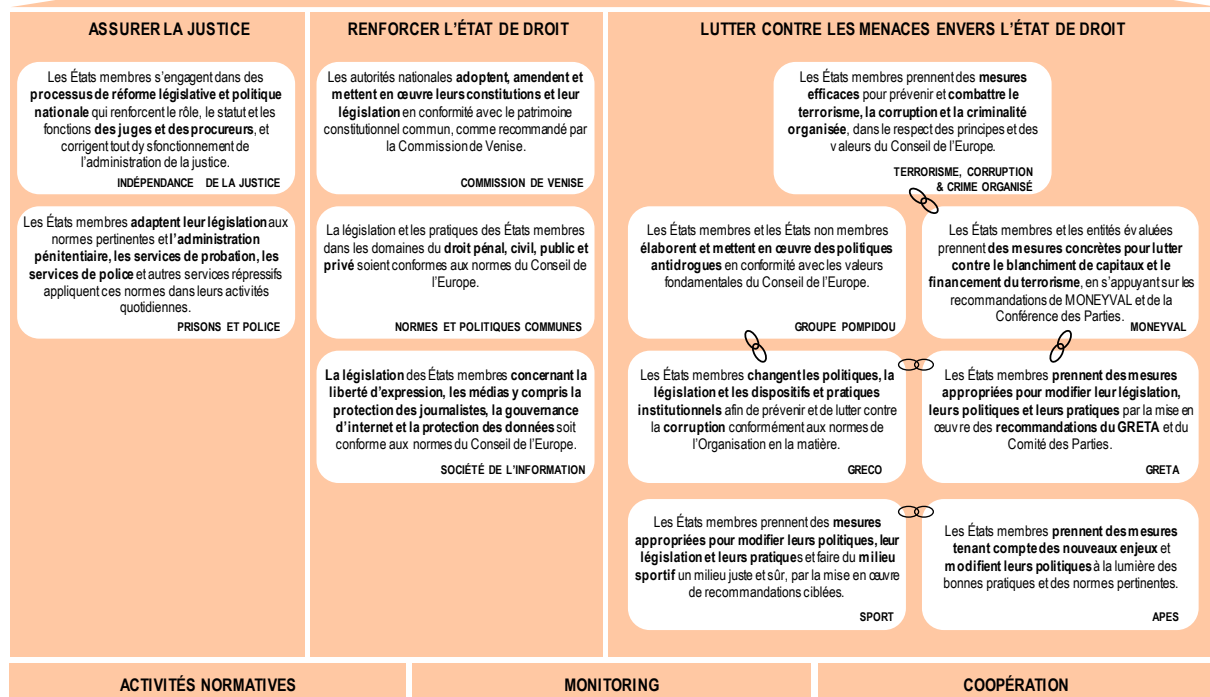 ASSURER LA JUSTICE
Les États membres s'engagent dans des
processus de réforme législative et politique
nationale qui renforcent le rôle, le statut et les
fonctions des juges et des procureurs, et
corrigent tout dysfonctionnement de
l'administration de la justice.
INDÉPENDANCE DE LA JUSTICE
Les États membres adaptent leur législation aux
normes pertinentes et l'administration
pénitentiaire, les services de probation, les
services de police et autres services répressifs
appliquent ces normes dans leurs activités
quotidiennes.
PRISONS ET POLICE
RENFORCER L'ÉTAT DE DROIT
Les autorités nationales adoptent, amendent et
mettent en œuvre leurs constitutions et leur
législation en conformité avec le patrimoine
constitutionnel commun, comme recommandé par
la Commission de Venise.
COMMISSION DE VENISE
La législation et les pratiques des États membres
dans les domaines du droit pénal, civil, public et
privé soient conformes aux normes du Conseil de
l'Europe.
NORMES ET POLITIQUES COMMUNES
La législation des États membres concernant la
liberté d'expression, les médias y compris la
protection des journalistes, la gouvernance
d'internet et la protection des données soit
conforme aux normes du Conseil de l'Europe.
SOCIÉTÉ DE L'INFORMATION
LUTTER CONTRE LES MENACES ENVERS L'ÉTAT DE DROIT
Les États membres prennent des mesures
efficaces pour prévenir et combattre le
terrorisme, la corruption et la criminalité
organisée, dans le respect des principes et des
valeurs du Conseil de l'Europe.
TERRORISME, CORRUPTION
& CRIME ORGANISÉ
Les États membres et les États non membres
élaborent et mettent en œuvre des politiques
antidrogues en conformité avec les valeurs
fondamentales du Conseil de l'Europe.
GROUPE POMPIDOU
Les États membres et les entités évaluées
prennent des mesures concrètes pour lutter
contre le blanchiment de capitaux et le
financement du terrorisme, en s'appuyant sur les
recommandations de MONEYVAL et de la
Conférence des Parties.
MONEYVAL
Les États membres changent les politiques, la
législation et les dispositifs et pratiques
institutionnels afin de prévenir et de lutter contre
la corruption conformément aux normes de
l'Organisation en la matière.
GRECO
Les États membres prennent des mesures
appropriées pour modifier leur législation,
leurs politiques et leurs pratiques par la mise en
œuvre des recommandations du GRETA et du
Comité des Parties.
GRETA
Les États membres prennent des mesures
appropriées pour modifier leurs politiques, leur
législation et leurs pratiques et faire du milieu
sportif un milieu juste et sûr, par la mise en œuvre
de recommandations ciblées.
SPORT
Les États membres prennent des mesures
tenant compte des nouveaux enjeux et
modifient leurs politiques à la lumière des
bonnes pratiques et des normes pertinentes.
APES
ACTIVITÉS NORMATIVES
MONITORING
COOPÉRATION